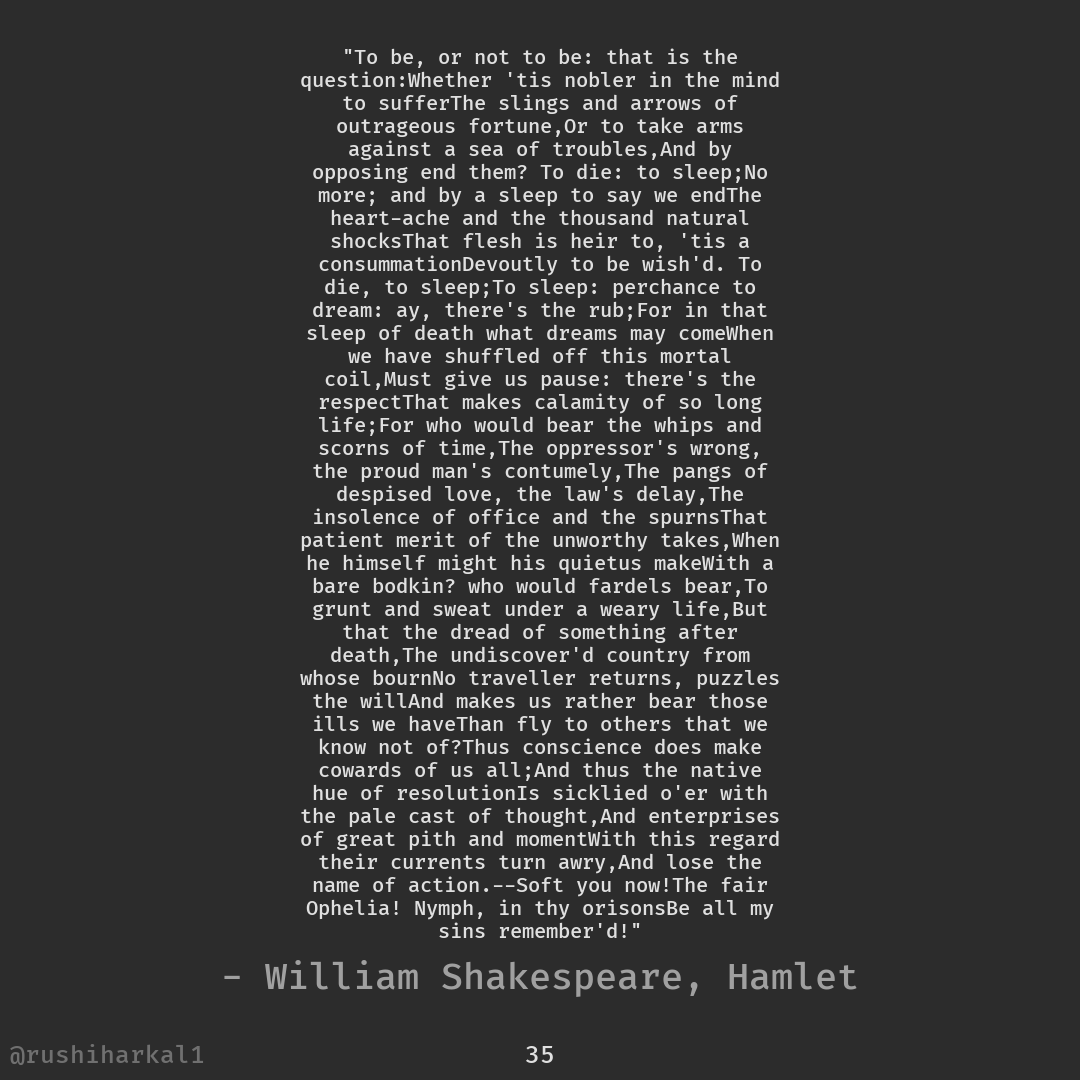 "To be, or not to be: that is the
question:Whether 'tis nobler in the mind
to sufferThe slings and arrows of
outrageous fortune,Or to take arms
against a sea of troubles,And by
opposing end them? To die: to sleep;No
more; and by a sleep to say we endThe
heart-ache and the thousand natural
shocksThat flesh is heir to, 'tis a
consummationDevoutly to be wish'd. To
die, to sleep;To sleep: perchance to
dream: ay, there's the rub;For in that
sleep of death what dreams may comeWhen
we have shuffled off this mortal
coil,Must give us pause: there's the
respectThat makes calamity of so long
life;For who would bear the whips and
scorns of time,The oppressor's wrong,
the proud man's contumely,The pangs of
despised love, the law's delay,The
insolence of office and the spurnsThat
patient merit of the unworthy takes,When
he himself might his quietus makeWith a
bare bodkin? who would fardels bear,To
grunt and sweat under a weary life,But
that the dread of something after
death,The undiscover'd country from
whose bournNo traveller returns, puzzles
the willAnd makes us rather bear those
ills we haveThan fly to others that we
know not of?Thus conscience does make
cowards of us all;And thus the native
hue of resolutionIs sicklied o'er with
the pale cast of thought,And enterprises
of great pith and momentWith this regard
their currents turn awry,And lose the
name of action.--Soft you now!The fair
Ophelia! Nymph, in thy orisonsBe all my
sins remember'd!"
- William Shakespeare, Hamlet
@rushiharkal1
35